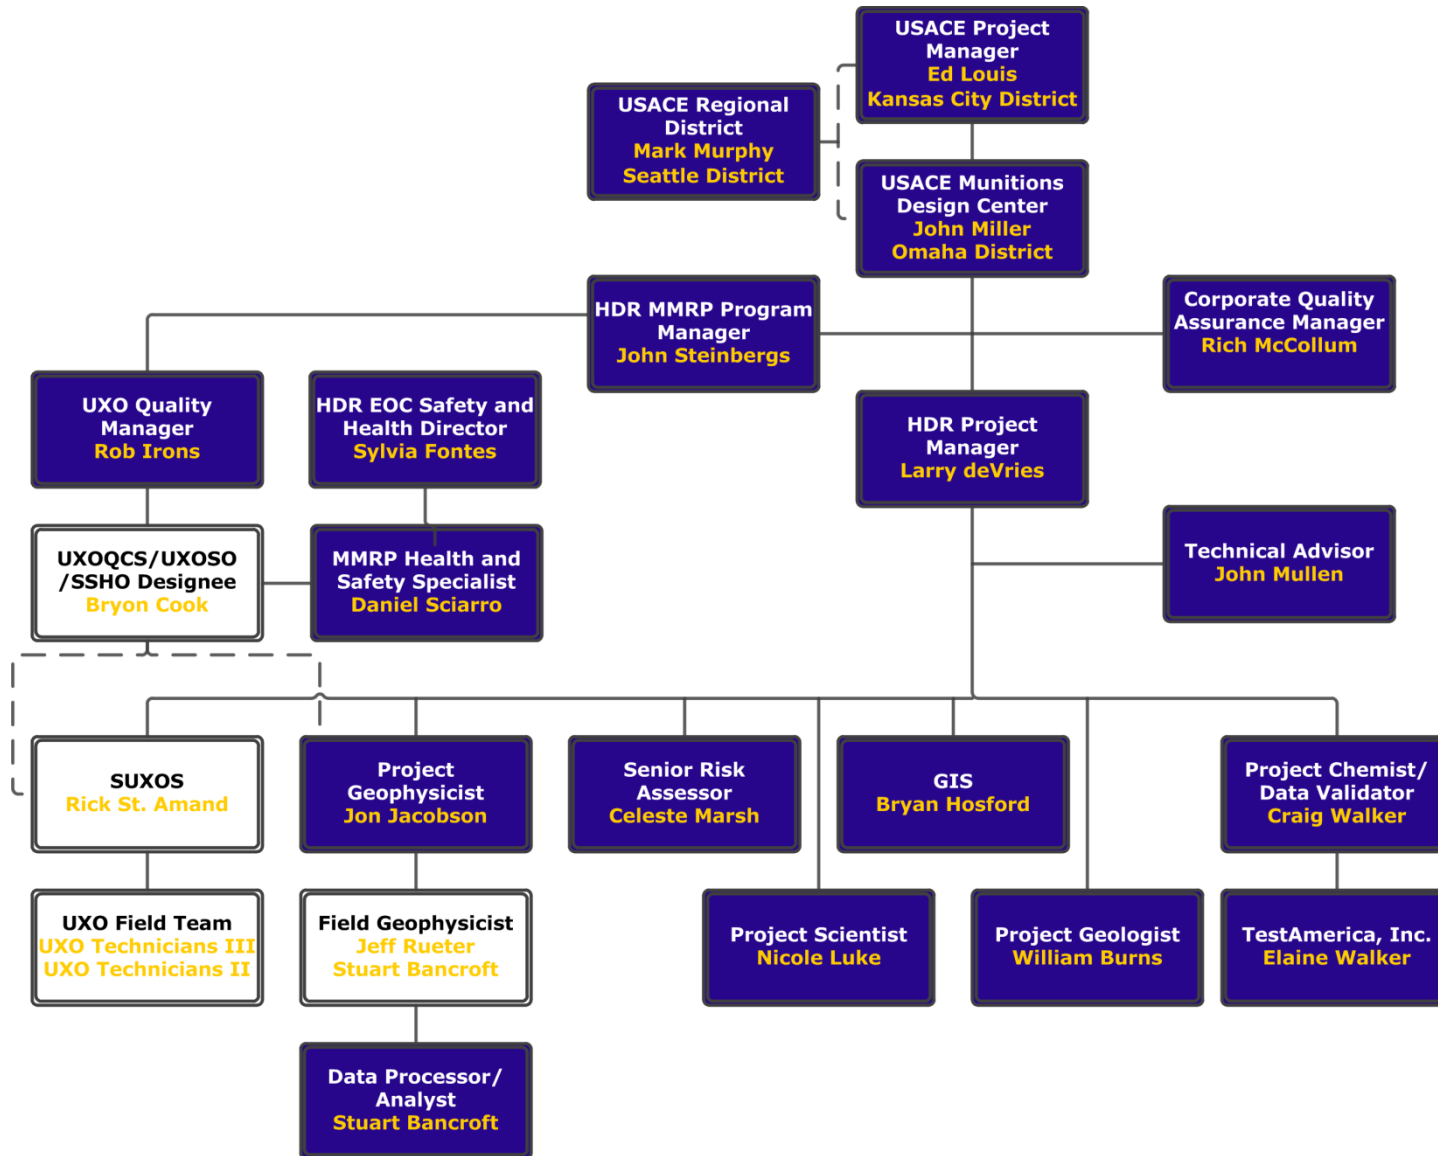 USACE Project
Manager
Ed Louis
Kansas City District
USACE Regional
District
Mark Murphy
Seattle District
USACE Munitions
Design Center
John Miller
Omaha District
HDR MMRP Program
Manager
John Steinbergs
Corporate Quality
Assurance Manager
Rich McCollum
UXO Quality
Manager
Rob Irons
HDR EOC Safety and
Health Director
Sylvia Fontes
HDR Project
Manager
Larry deVries
UXOQCS/UXOSO
/SSHO Designee
Bryon Cook
MMRP Health and
Safety Specialist
Daniel Sciarro
Technical Advisor
John Mullen
SUXOS
Rick St. Amand
Project
Geophysicist
Jon Jacobson
Senior Risk
Assessor
Celeste Marsh
GIS
Bryan Hosford
Project Chemist/
Data Validator
Craig Walker
UXO Field Team
UXO Technicians III
UXO Technicians II
Field Geophysicist
Jeff Rueter
Stuart Bancroft
Project Scientist
Nicole Luke
Project Geologist
William Burns
TestAmerica, Inc.
Elaine Walker
Data Processor/
Analyst
Stuart Bancroft